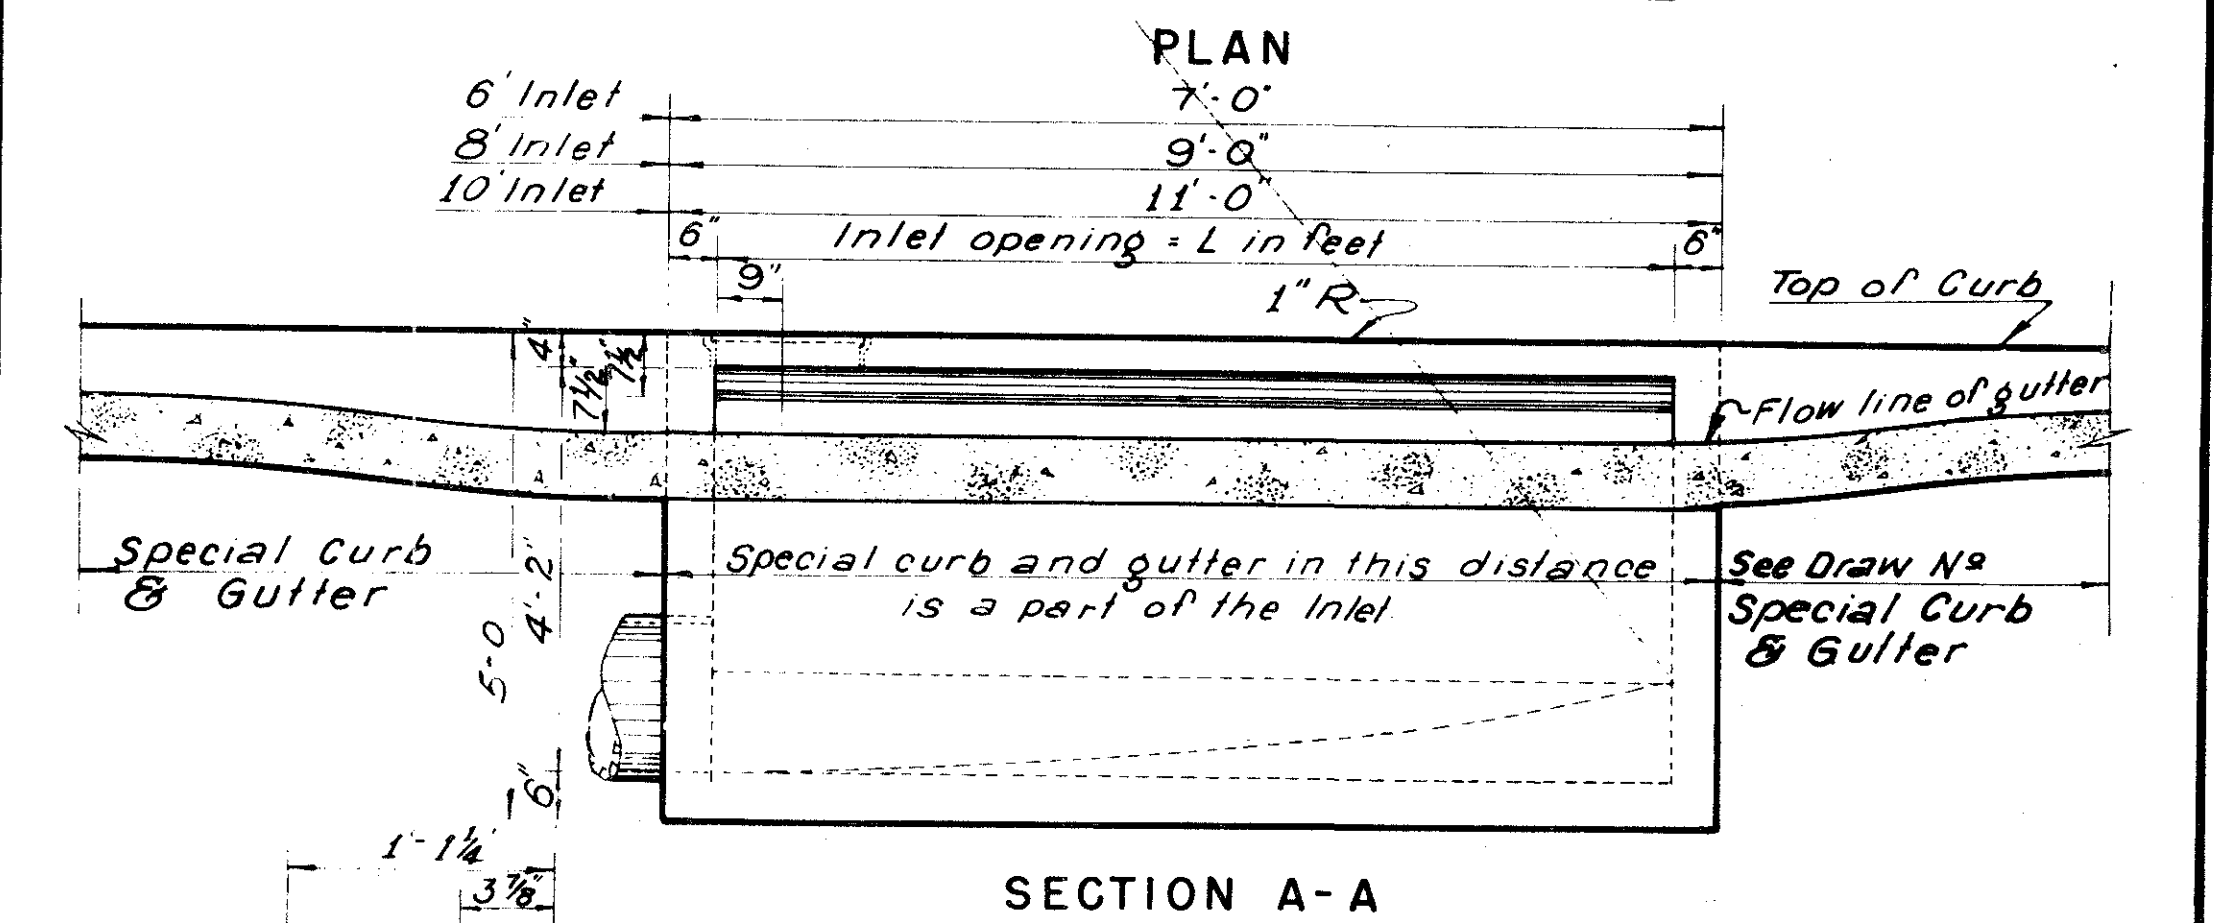 PLAN
6' Inlet 7'-0"
8' Inlet 9'-0"
10' Inlet 11'-0"
6" Inlet opening = L in feet 6"
9"
1" R
Top of Curb
4"
7½"
Flow line of gutter
Special Curb
& Gutter
Special curb and gutter in this distance
is a part of the Inlet
See Draw Nº
Special Curb
& Gutter
5-0
4'-2"
6"
1'-1¼"
3⅞"
SECTION A-A